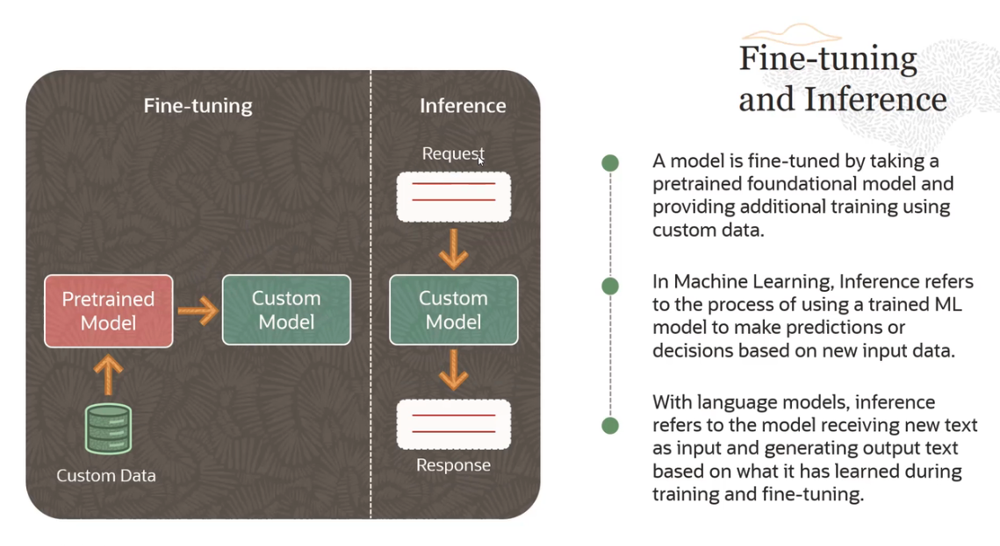 Fine-tuning
and Inference
Fine-tuning
Inference
Request
Pretrained
Model
Custom
Model
Custom
Model
Custom Data
Response
A model is fine-tuned by taking a
pretrained foundational model and
providing additional training using
custom data.
In Machine Learning, Inference refers
to the process of using a trained ML
model to make predictions or
decisions based on new input data.
With language models, inference
refers to the model receiving new text
as input and generating output text
based on what it has learned during
training and fine-tuning.